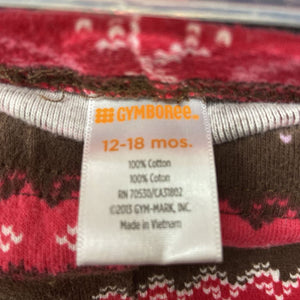 GYMBOREE
12-18 mos.
100% Cotton
100% Coton
RN 70530/CA31802
©2013 GYM-MARK, INC.
Made in Vietnam